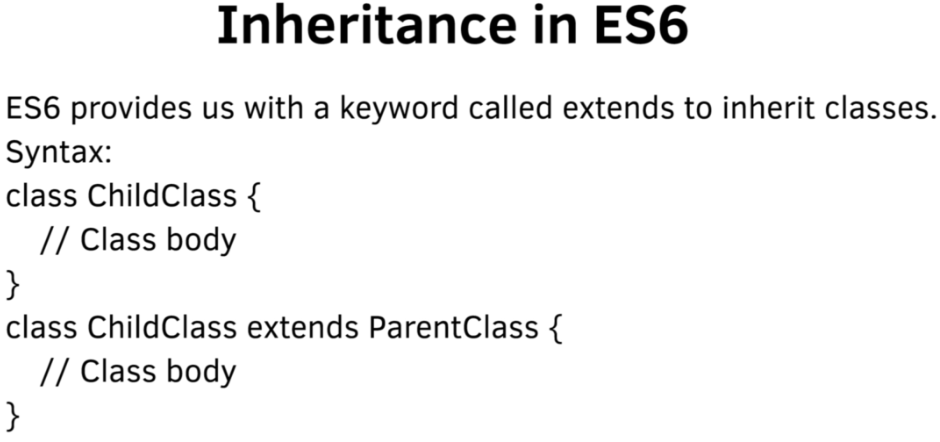 Inheritance in ES6
ES6 provides us with a keyword called extends to inherit classes.
Syntax:
class ChildClass {
// Class body
}
class ChildClass extends ParentClass {
// Class body
}